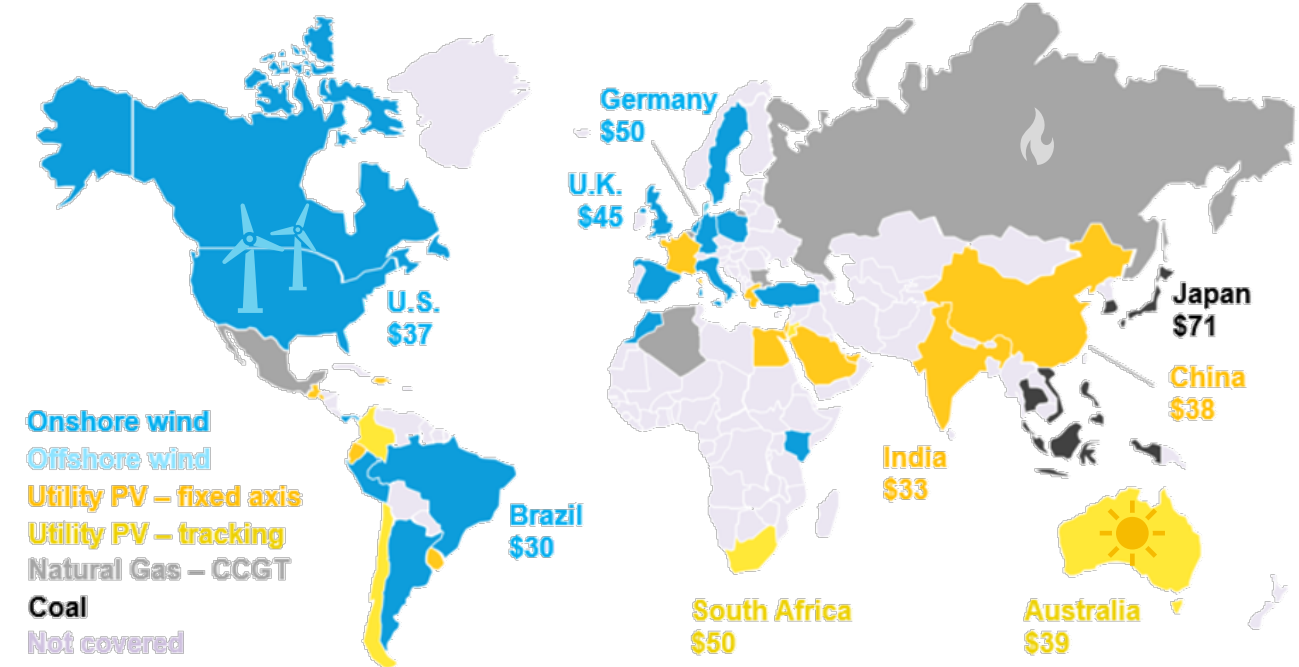 Germany
$50
U.K.
$45
U.S.
$37
Japan
$71
China
$38
India
$33
Brazil
$30
South Africa
$50
Australia
$39
Onshore wind
Offshore wind
Utility PV – fixed axis
Utility PV – tracking
Natural Gas – CCGT
Coal
Not covered